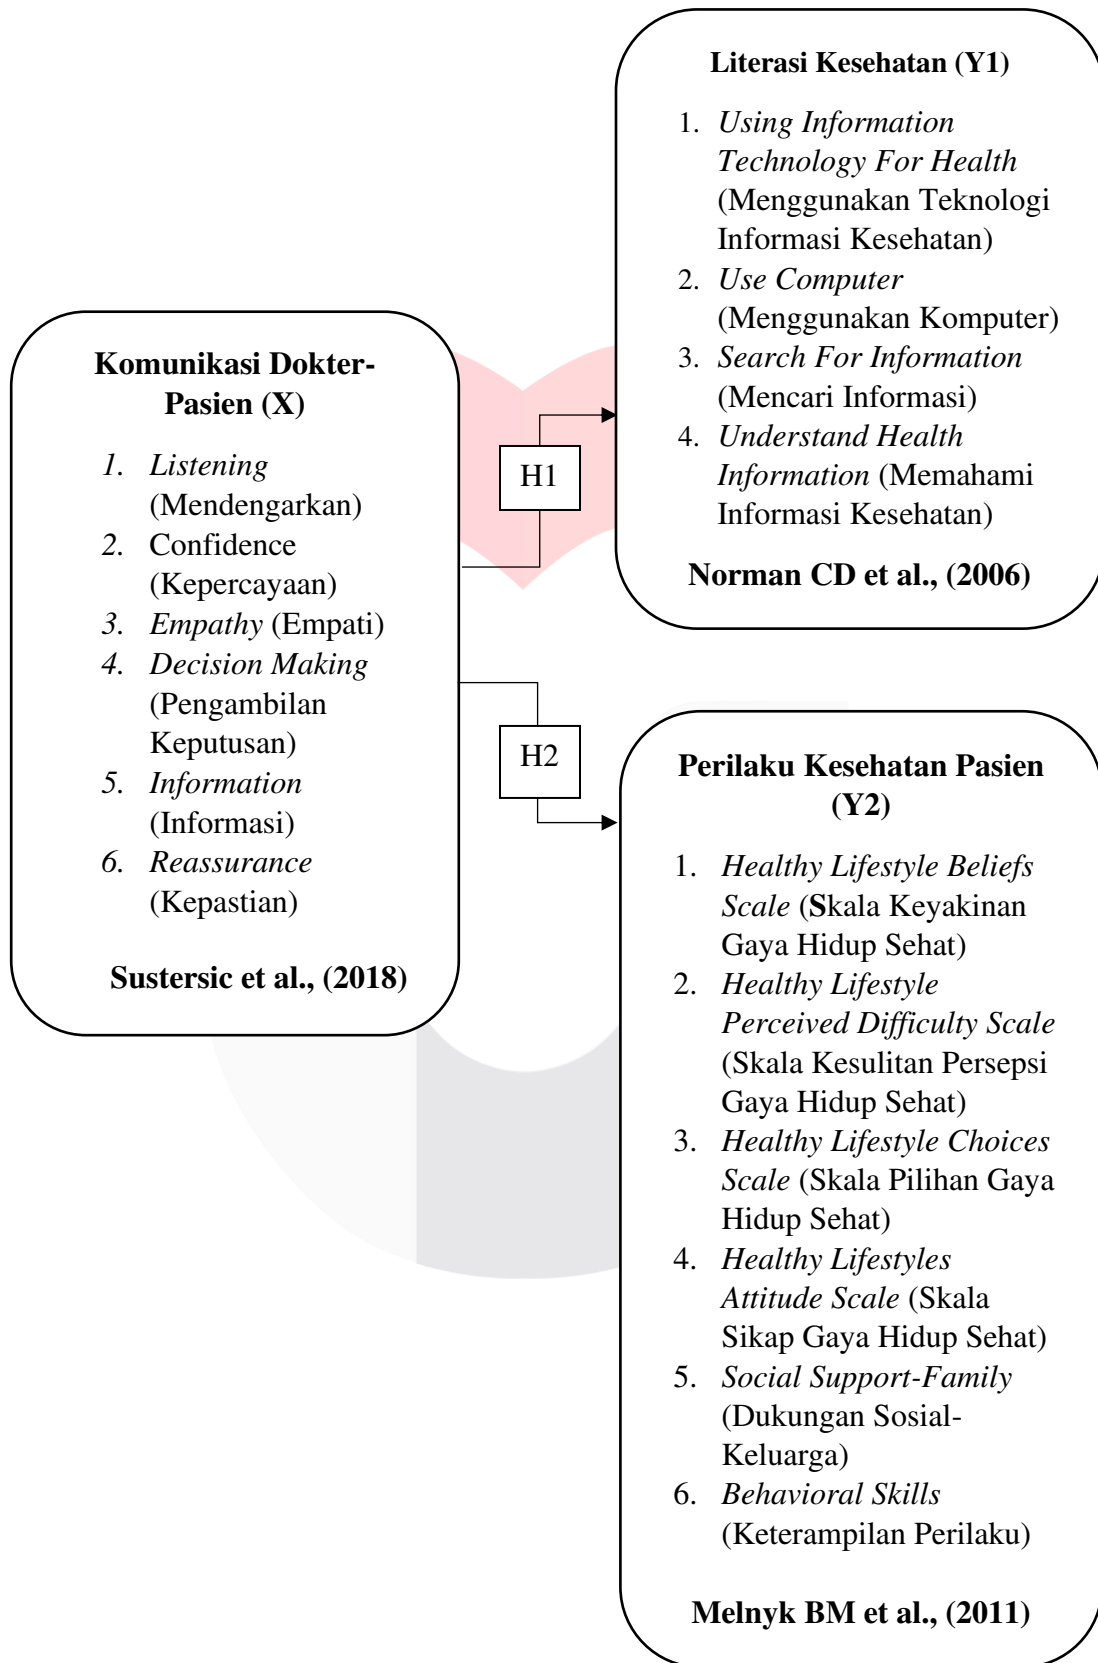 Komunikasi Dokter-
Pasien (X)
1. Listening
(Mendengarkan)
2. Confidence
(Kepercayaan)
3. Empathy (Empati)
4. Decision Making
(Pengambilan
Keputusan)
5. Information
(Informasi)
6. Reassurance
(Kepastian)
Sustersic et al., (2018)
H1
H2
Literasi Kesehatan (Y1)
1. Using Information
Technology For Health
(Menggunakan Teknologi
Informasi Kesehatan)
2. Use Computer
(Menggunakan Komputer)
3. Search For Information
(Mencari Informasi)
4. Understand Health
Information (Memahami
Informasi Kesehatan)
Norman CD et al., (2006)
Perilaku Kesehatan Pasien
(Y2)
1. Healthy Lifestyle Beliefs
Scale (Skala Keyakinan
Gaya Hidup Sehat)
2. Healthy Lifestyle
Perceived Difficulty Scale
(Skala Kesulitan Persepsi
Gaya Hidup Sehat)
3. Healthy Lifestyle Choices
Scale (Skala Pilihan Gaya
Hidup Sehat)
4. Healthy Lifestyles
Attitude Scale (Skala
Sikap Gaya Hidup Sehat)
5. Social Support-Family
(Dukungan Sosial-
Keluarga)
6. Behavioral Skills
(Keterampilan Perilaku)
Melnyk BM et al., (2011)